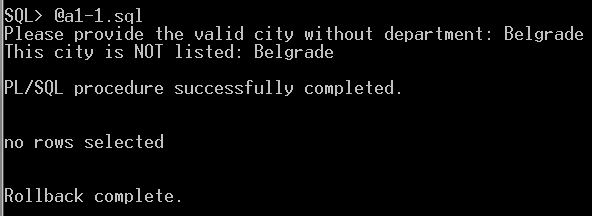 SQL> @a1-1.sql
Please provide the valid city without department: Belgrade
This city is NOT listed: Belgrade
PL/SQL procedure successfully completed.
no rows selected
Rollback complete.